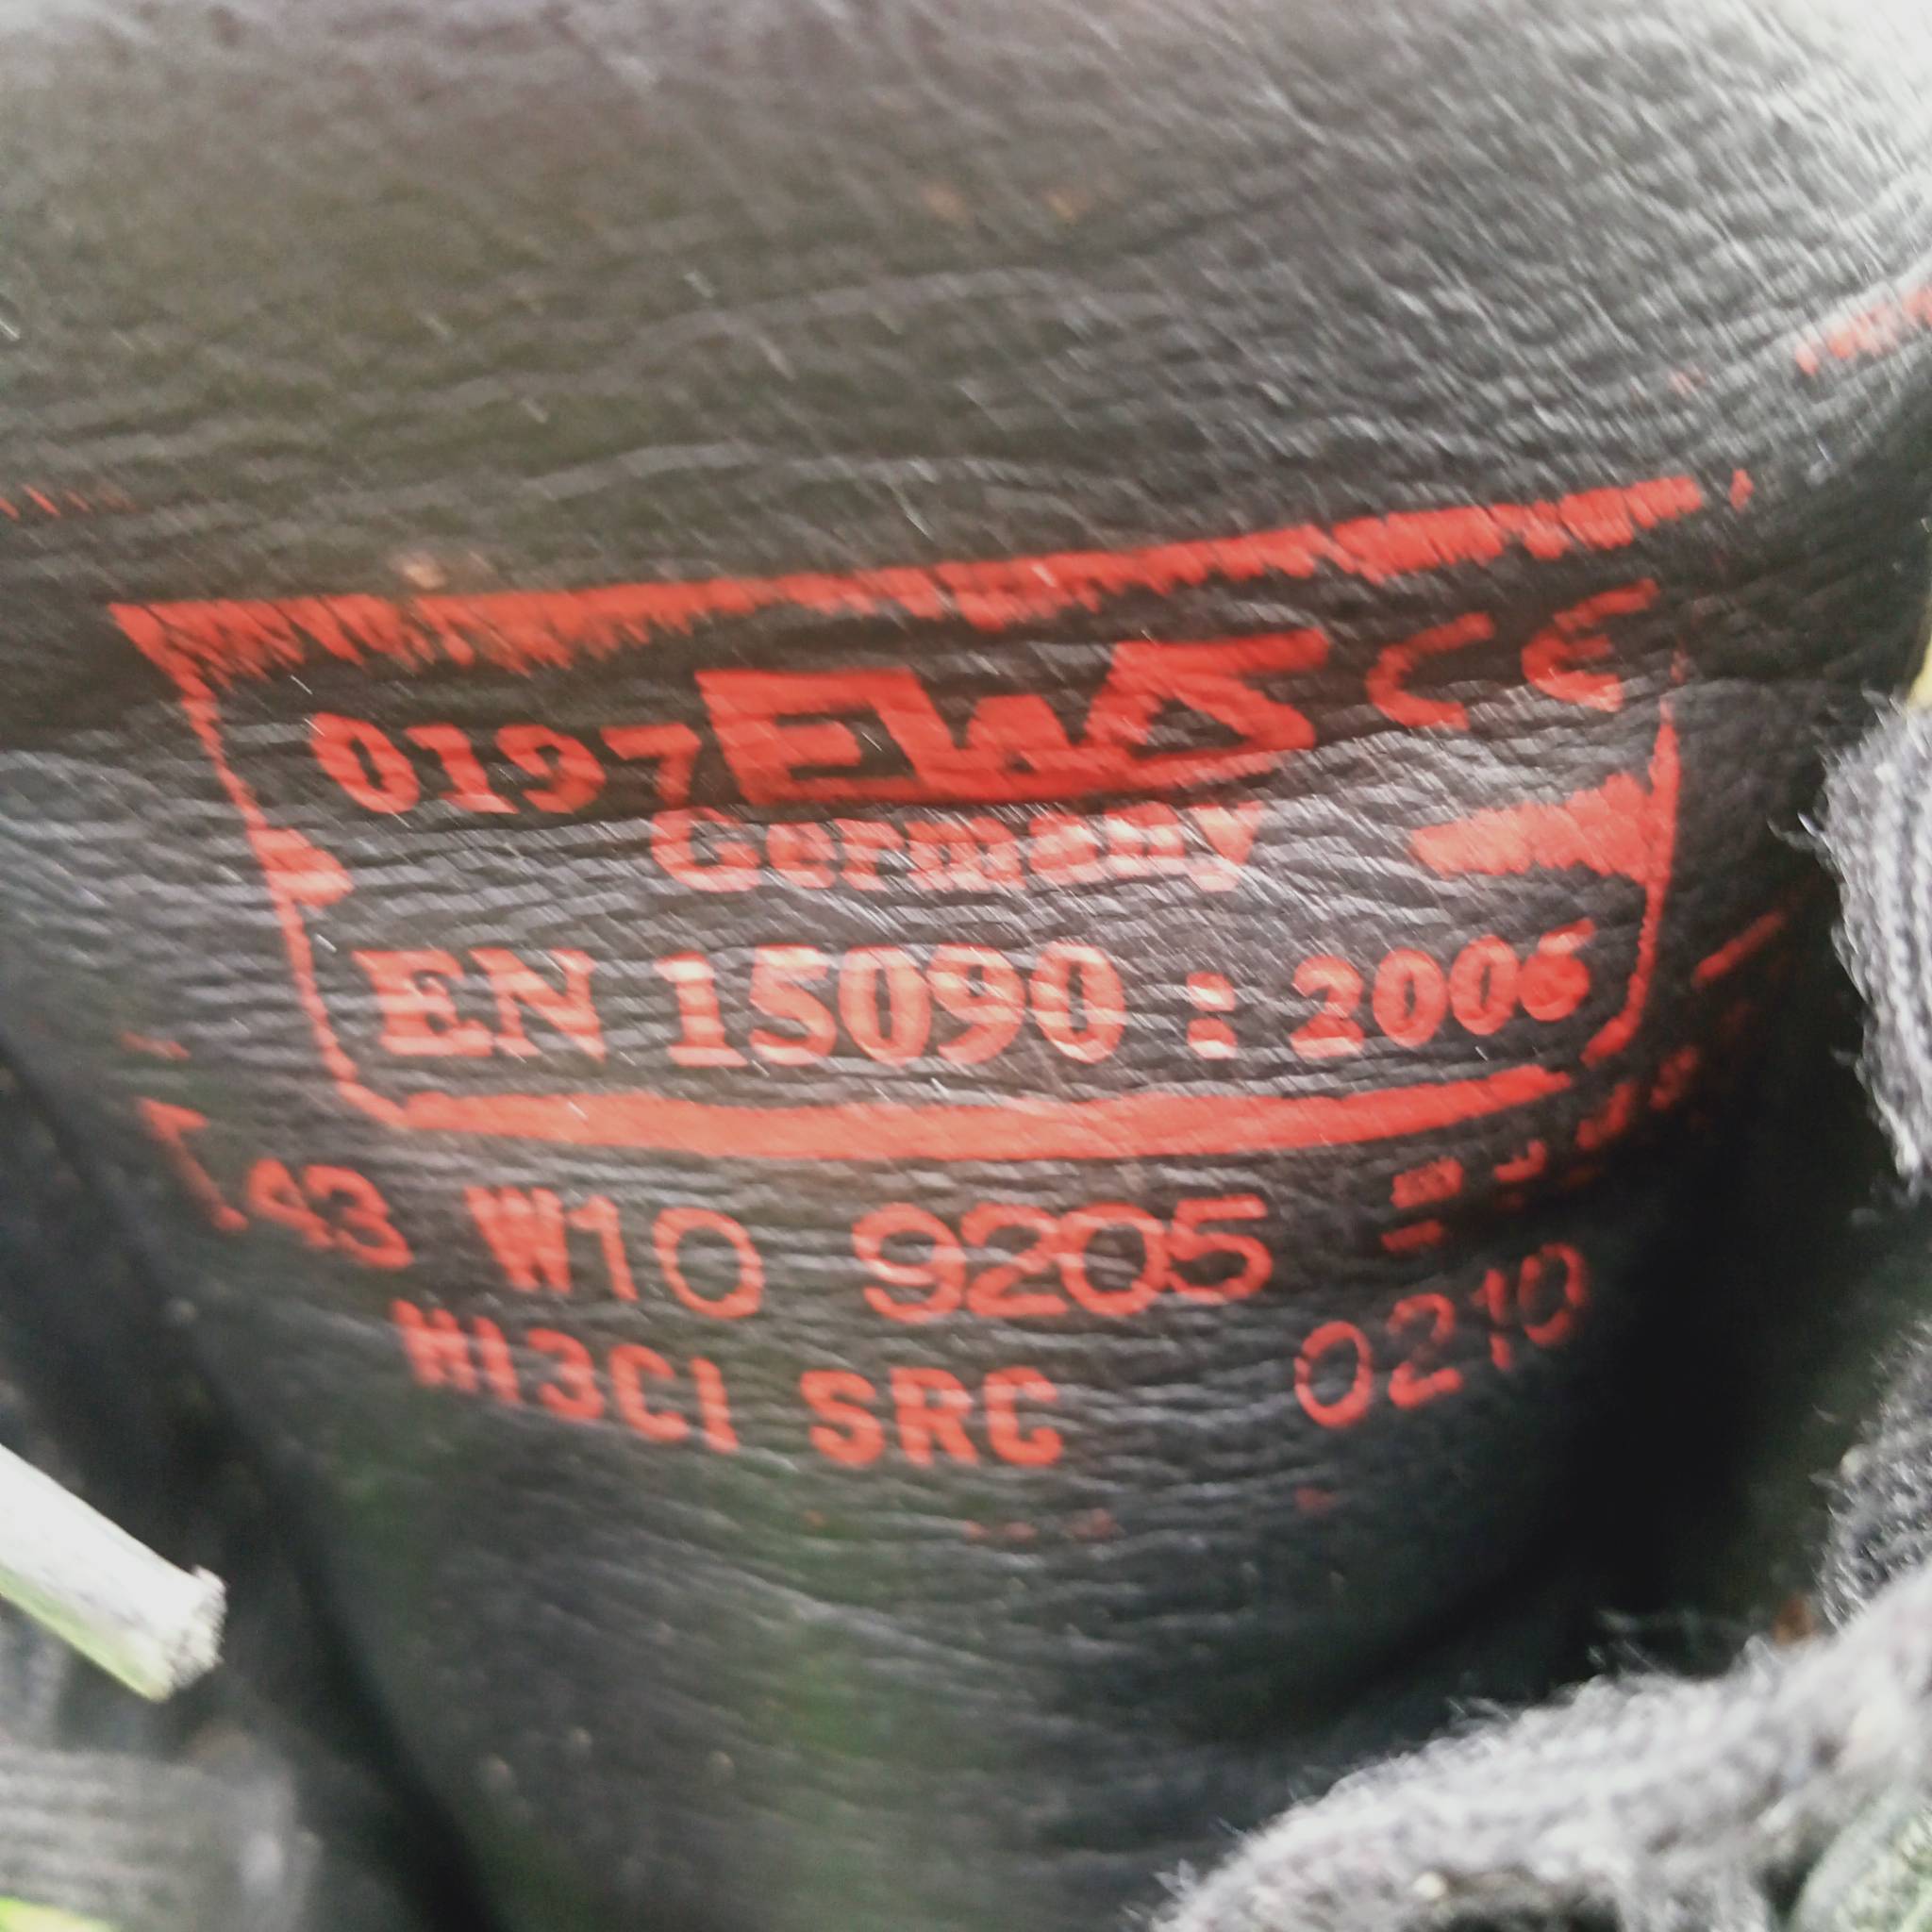 0197 EWS CE
Germany
EN 15090 : 2006
43 W10 9205
HI3CI SRC 0210